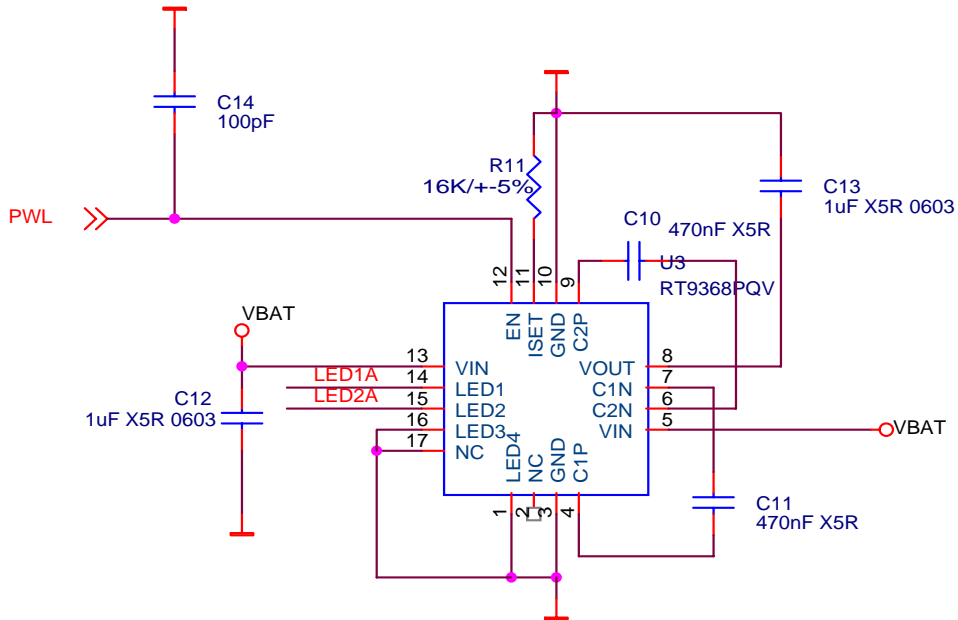 C14
100pF
R11
16K/+-5%
C13
1uF X5R 0603
PWL
C10
470nF X5R
U3
RT9368PQV
12
11
10
9
EN
ISET
GND
C2P
VBAT
13
VIN
VOUT
8
LED1A
14
LED1
C1N
7
LED2A
15
LED2
C2N
6
C12
1uF X5R 0603
16
LED3
VIN
5
VBAT
17
NC
LED4
NC
GND
C1P
1
2
3
4
C11
470nF X5R